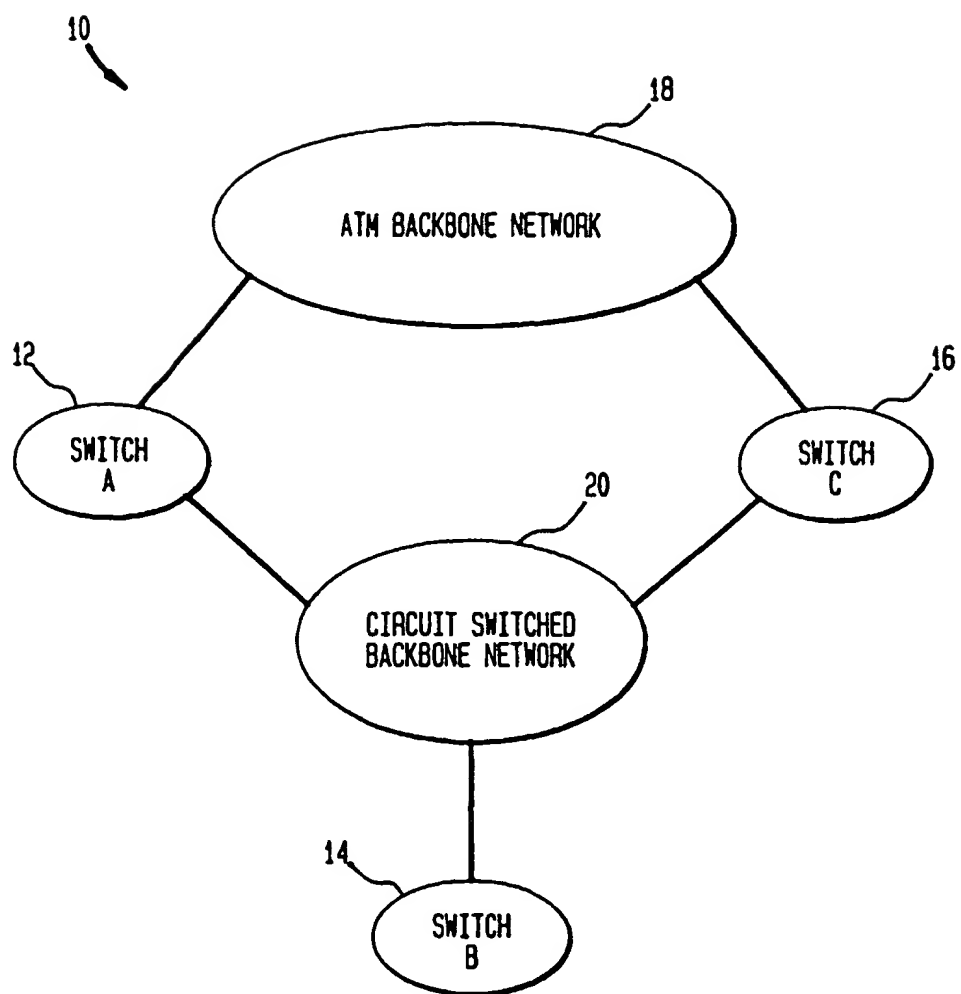 10
18
ATM BACKBONE NETWORK
12
16
SWITCH
A
SWITCH
C
20
CIRCUIT SWITCHED
BACKBONE NETWORK
14
SWITCH
B